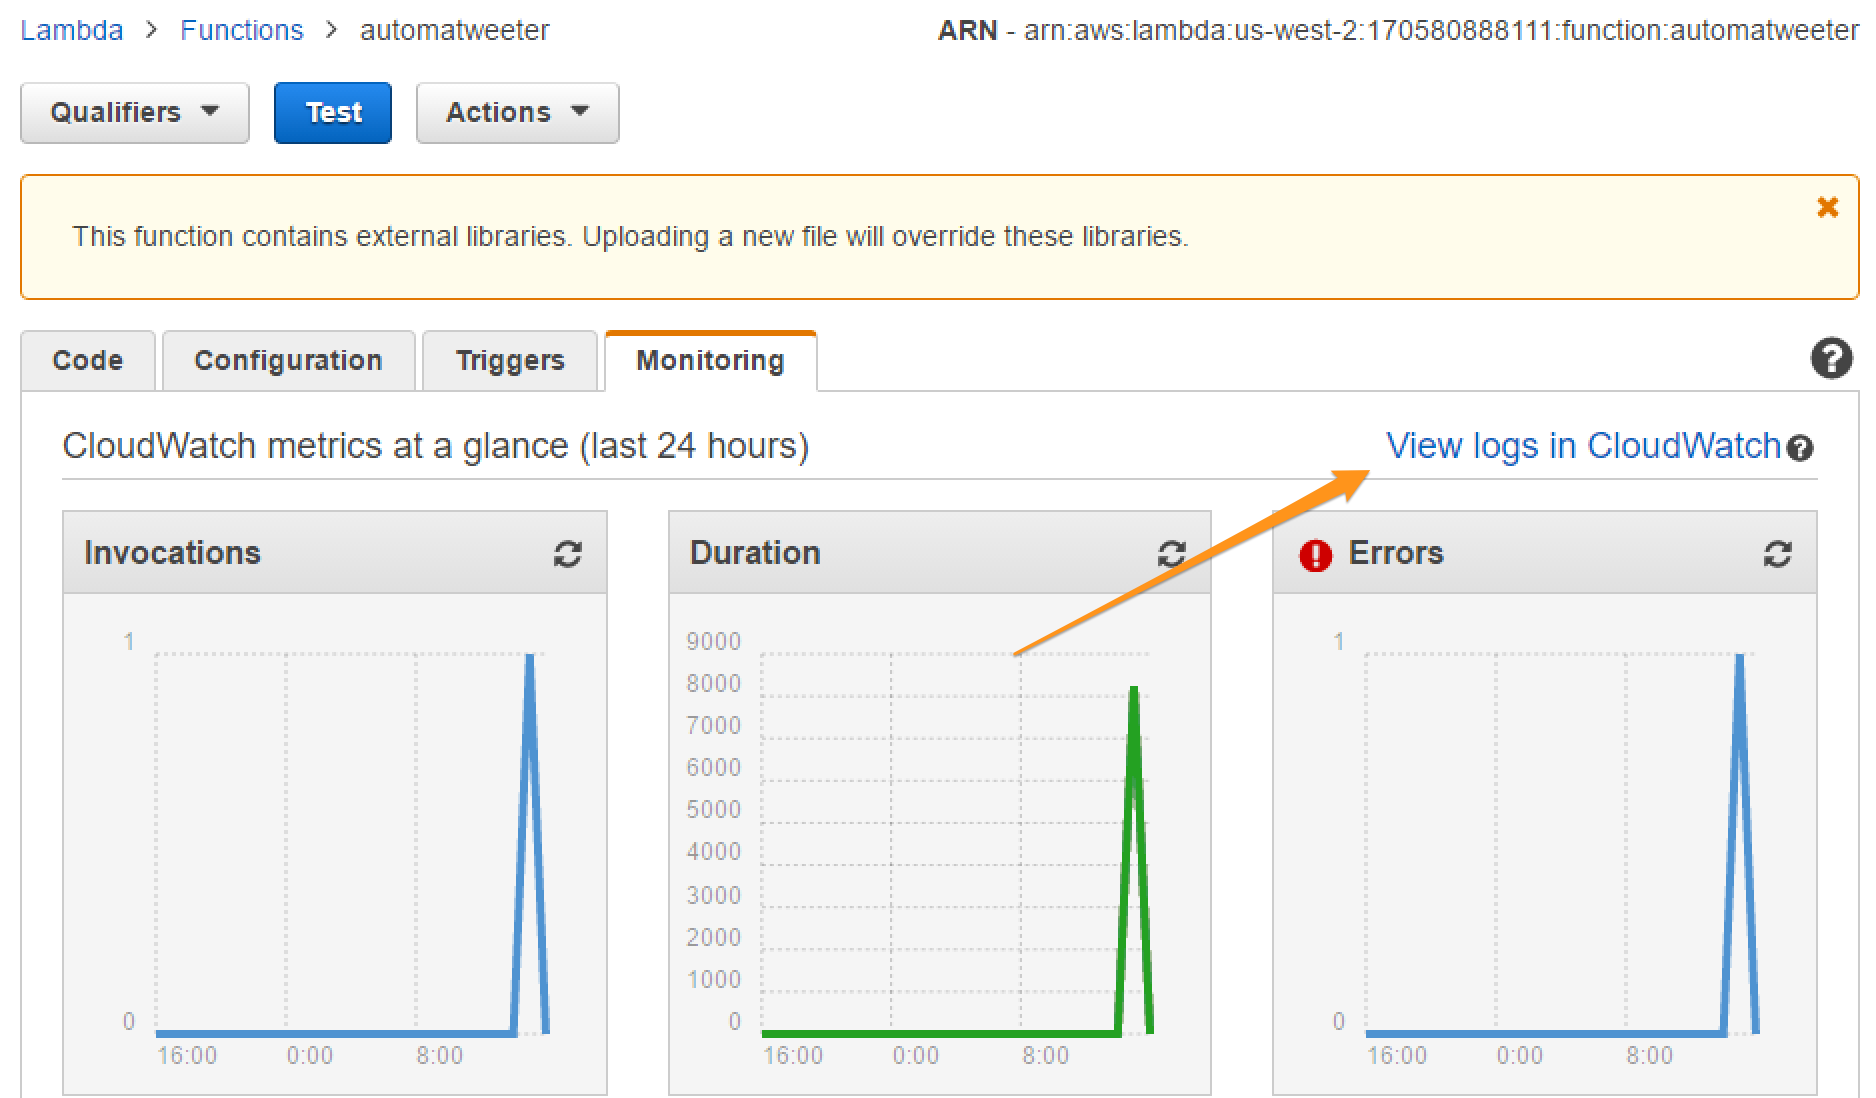 Lambda > Functions > automatweeter
ARN - arn:aws:lambda:us-west-2:170580888111:function:automatweeter
Qualifiers
Test
Actions
This function contains external libraries. Uploading a new file will override these libraries.
Code
Configuration
Triggers
Monitoring
CloudWatch metrics at a glance (last 24 hours)
View logs in CloudWatch
Invocations
1
0
16:00 0:00 8:00
Duration
9000
8000
7000
6000
5000
4000
3000
2000
1000
0
16:00 0:00 8:00
Errors
1
0
16:00 0:00 8:00